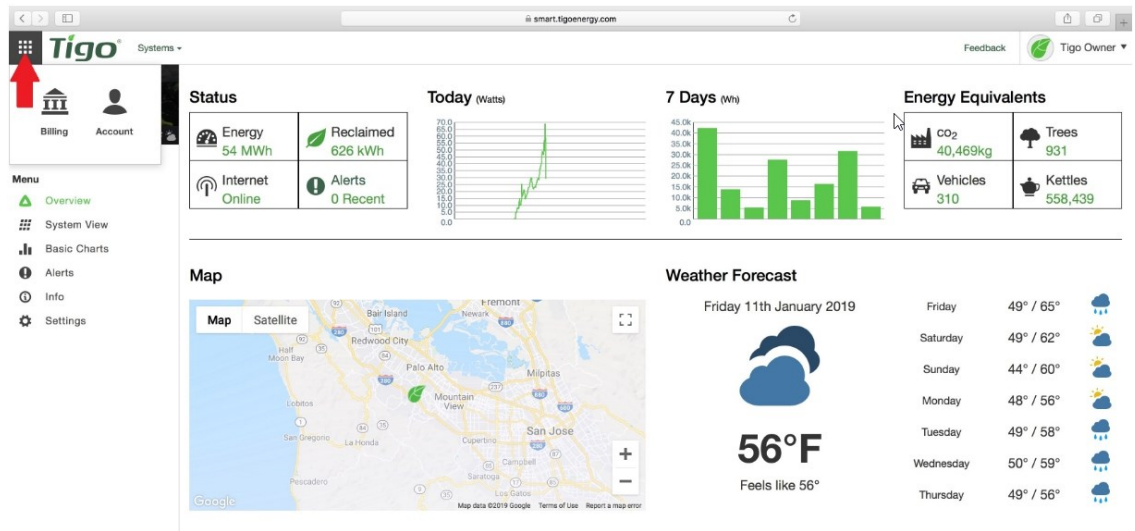 smart.tigoenergy.com
Tigo
Systems
Feedback
Tigo Owner
Billing
Account
Menu
Overview
System View
Basic Charts
Alerts
Info
Settings
Status
Energy
54 MWh
Reclaimed
626 kWh
Internet
Online
Alerts
0 Recent
Today (Watts)
70.0
65.0
60.0
55.0
50.0
45.0
40.0
35.0
30.0
25.0
20.0
15.0
10.0
5.0
0.0
7 Days (Wh)
45.0k
40.0k
35.0k
30.0k
25.0k
20.0k
15.0k
10.0k
5.0k
0.0
Energy Equivalents
CO2
40,469kg
Trees
931
Vehicles
310
Kettles
558,439
Map
Map Satellite
Fremont
Bair Island
Newark
Redwood City
Half
Moon Bay
Palo Alto
Milpitas
Mountain
View
Lobitos
San Gregorio
La Honda
Cupertino
San Jose
Campbell
Pescadero
Saratoga
Los Gatos
Google
Map data ©2019 Google Terms of Use Report a map error
Weather Forecast
Friday 11th January 2019
56°F
Feels like 56°
Friday 49° / 65°
Saturday 49° / 62°
Sunday 44° / 60°
Monday 48° / 56°
Tuesday 49° / 58°
Wednesday 50° / 59°
Thursday 49° / 56°